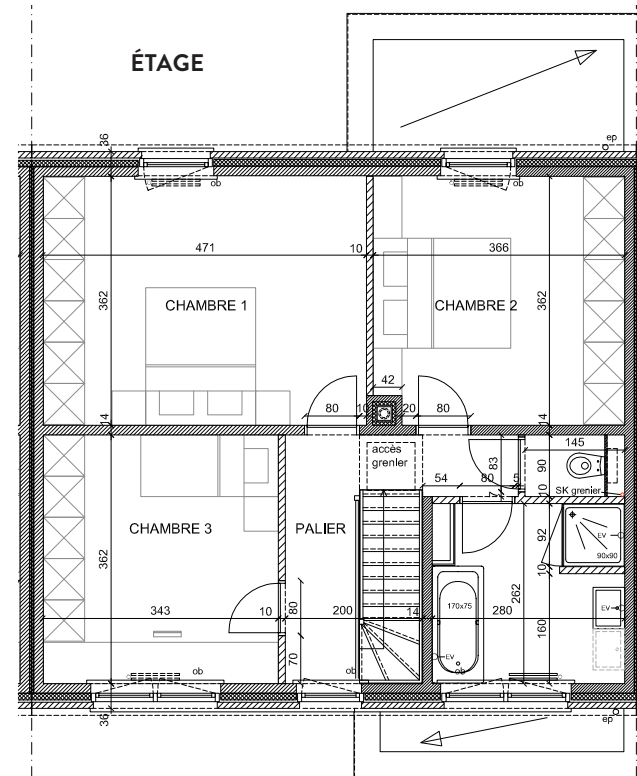 ÉTAGE
ep
36
ob
ob
471
10
366
362
CHAMBRE 1
CHAMBRE 2
362
42
80
10
20
80
14
14
accès
grenier
83
90
145
54
80
5
7
10
SK grenier
CHAMBRE 3
PALIER
92
EV
90x90
362
262
10
170x75
EV
343
10
80
200
14
280
160
70
EV
ob
ob
ob
36
ep